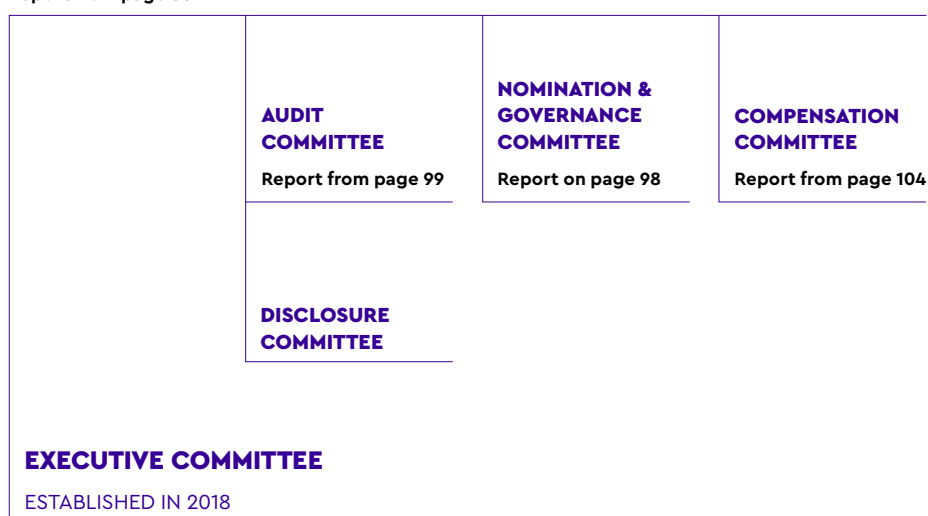 AUDIT
COMMITTEE
Report from page 99
NOMINATION &
GOVERNANCE
COMMITTEE
Report on page 98
COMPENSATION
COMMITTEE
Report from page 104
DISCLOSURE
COMMITTEE
EXECUTIVE COMMITTEE
ESTABLISHED IN 2018